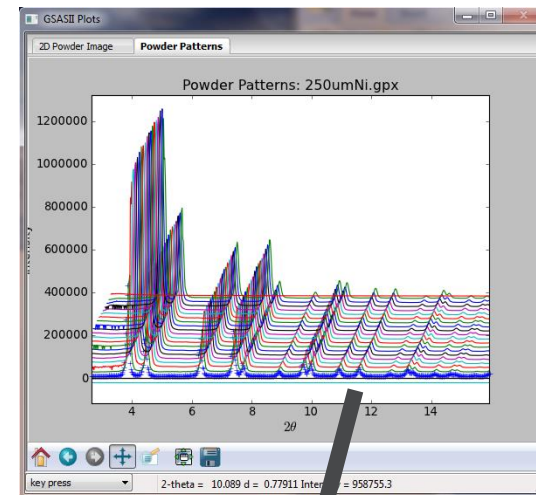 GSASII Plots
2D Powder Image Powder Patterns
Powder Patterns: 250umNi.gpx
1200000
1000000
800000
600000
400000
200000
0
4 6 8 10 12 14
2θ
key press 2-theta = 10.089 d = 0.77911 = 958755.3